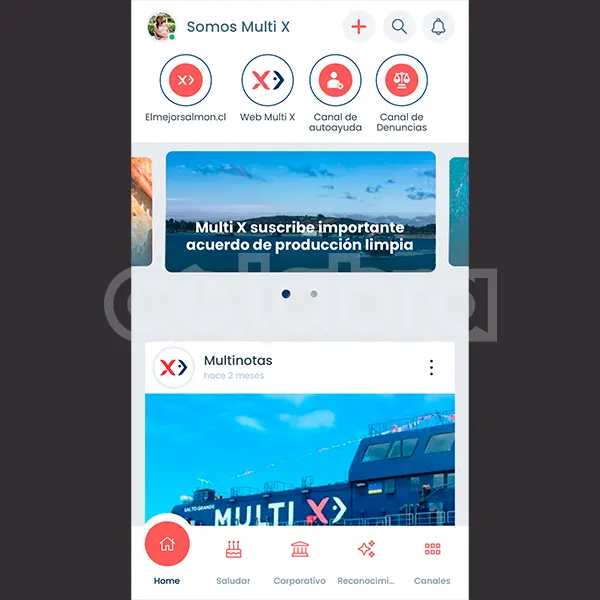 Somos Multi X
Elmejorsalmon.cl
Web Multi X
Canal de
autoayuda
Canal de
Denuncias
Multi X suscribe importante
acuerdo de producción limpia
Multinotas
hace 2 meses
SALTO GRANDE
MULTI X
Home
Saludar
Corporativo
Reconocimi...
Canales